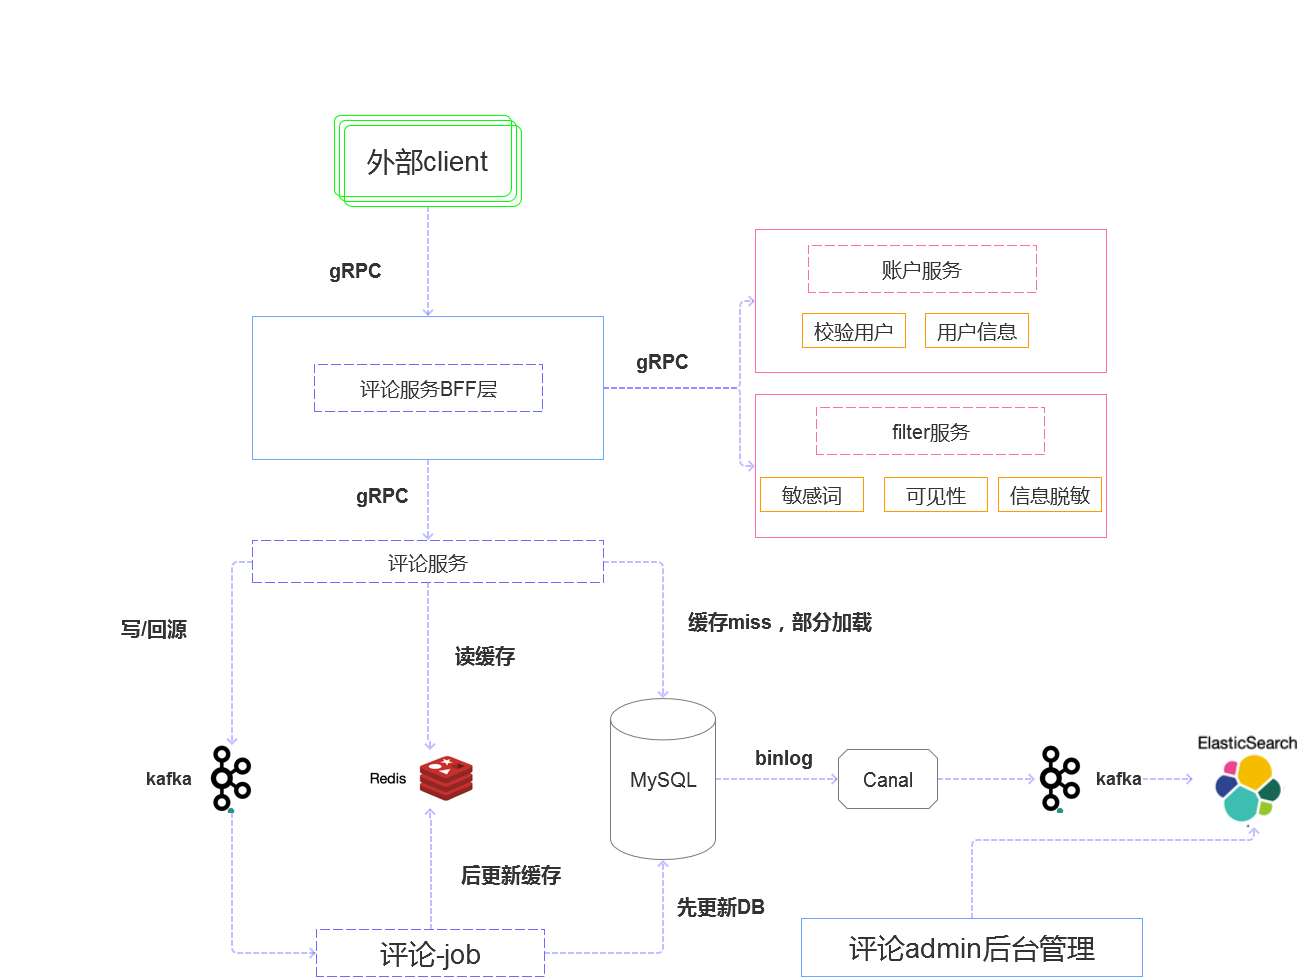 外部client
gRPC
账户服务
校验用户
用户信息
gRPC
评论服务BFF层
filter服务
敏感词
可见性
信息脱敏
gRPC
评论服务
写/回源
缓存miss，部分加载
读缓存
ElasticSearch
binlog
kafka
Redis
MySQL
Canal
kafka
后更新缓存
先更新DB
评论-job
评论admin后台管理